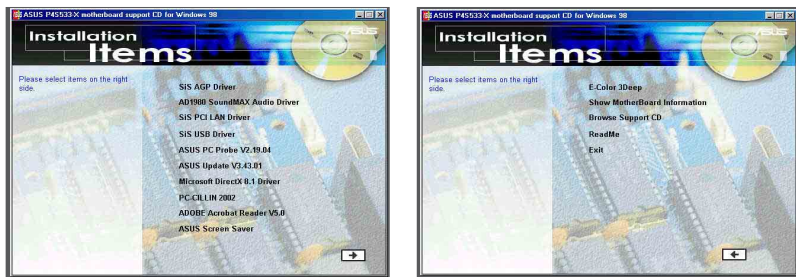 ASUS P4S533-X motherboard support CD for Windows 98
Installation
Items
Please select items on the right
side.
SiS AGP Driver
AD1980 SoundMAX Audio Driver
SiS PCI LAN Driver
SiS USB Driver
ASUS PC Probe V2.19.04
ASUS Update V3.43.01
Microsoft DirectX 8.1 Driver
PC-CILLIN 2002
ADOBE Acrobat Reader V5.0
ASUS Screen Saver
ASUS P4S533-X motherboard support CD for Windows 98
Installation
Items
Please select items on the right
side.
E-Color 3Deep
Show MotherBoard Information
Browse Support CD
ReadMe
Exit